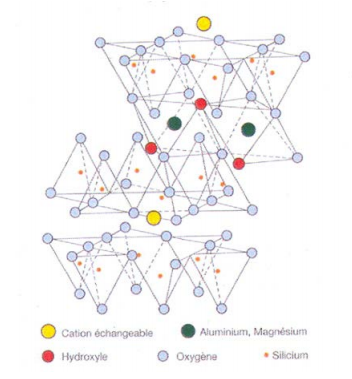 Cation échangeable
Aluminium, Magnésium
Hydroxyle
Oxygène
Silicium